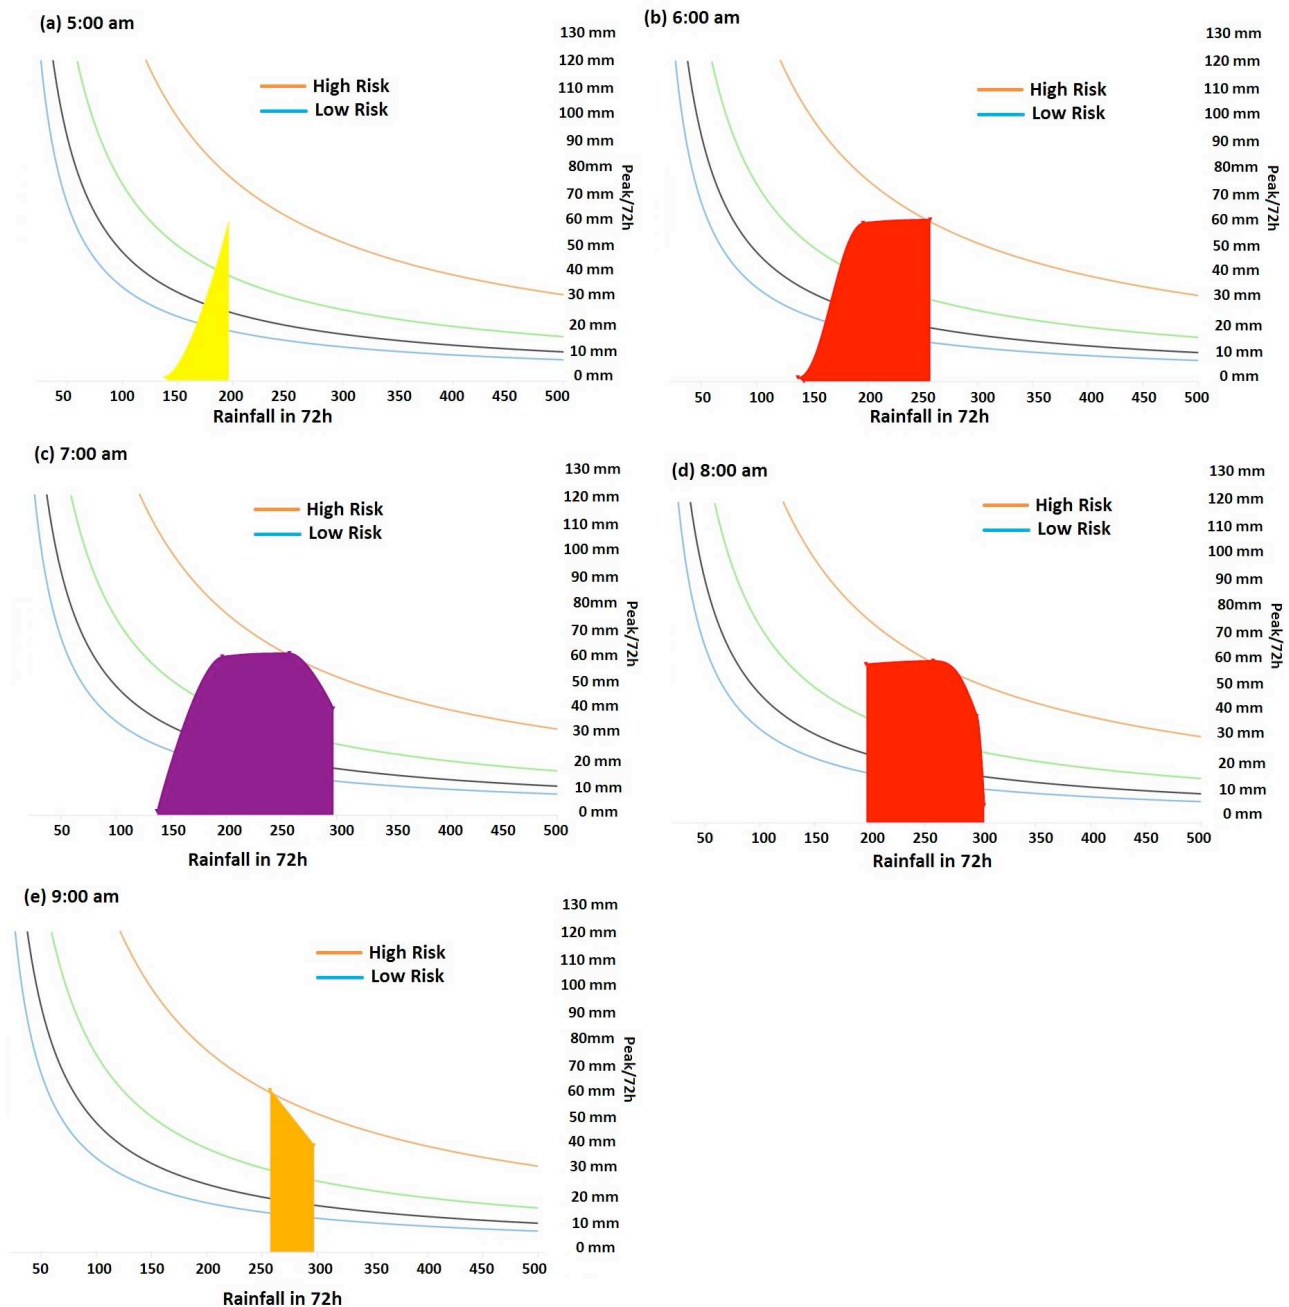 (a) 5:00 am
130 mm
120 mm
110 mm
100 mm
90 mm
80mm
70 mm
60 mm
50 mm
40 mm
30 mm
20 mm
10 mm
0 mm
Peak/72h
High Risk
Low Risk
50 100 150 200 250 300 350 400 450 500
Rainfall in 72h
(b) 6:00 am
130 mm
120 mm
110 mm
100 mm
90 mm
80mm
70 mm
60 mm
50 mm
40 mm
30 mm
20 mm
10 mm
0 mm
Peak/72h
High Risk
Low Risk
50 100 150 200 250 300 350 400 450 500
Rainfall in 72h
(c) 7:00 am
130 mm
120 mm
110 mm
100 mm
90 mm
80mm
70 mm
60 mm
50 mm
40 mm
30 mm
20 mm
10 mm
0 mm
Peak/72h
High Risk
Low Risk
50 100 150 200 250 300 350 400 450 500
Rainfall in 72h
(d) 8:00 am
130 mm
120 mm
110 mm
100 mm
90 mm
80mm
70 mm
60 mm
50 mm
40 mm
30 mm
20 mm
10 mm
0 mm
Peak/72h
High Risk
Low Risk
50 100 150 200 250 300 350 400 450 500
Rainfall in 72h
(e) 9:00 am
130 mm
120 mm
110 mm
100 mm
90 mm
80mm
70 mm
60 mm
50 mm
40 mm
30 mm
20 mm
10 mm
0 mm
Peak/72h
High Risk
Low Risk
50 100 150 200 250 300 350 400 450 500
Rainfall in 72h